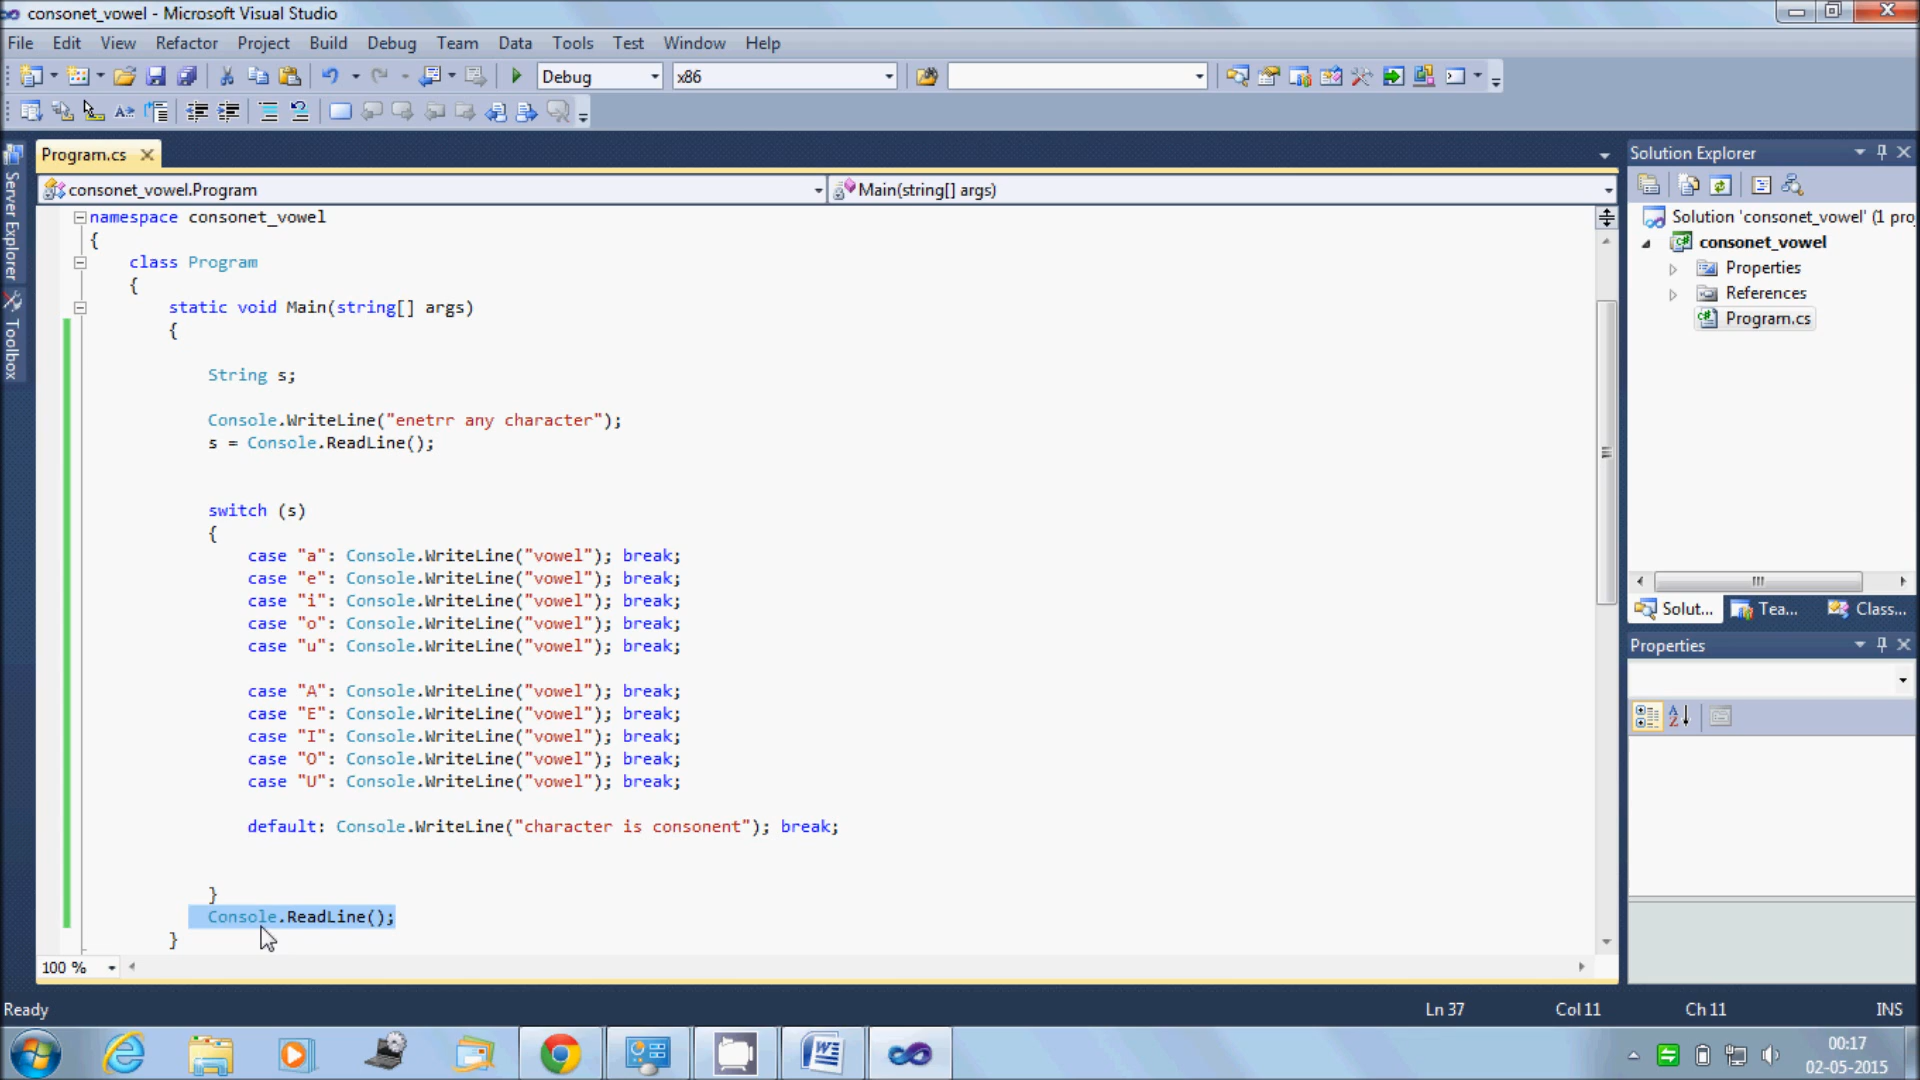 consonet_vowel - Microsoft Visual Studio
File Edit View Refactor Project Build Debug Team Data Tools Test Window Help
Debug x86
Program.cs
consonet_vowel.Program Main(string[] args)
Server Explorer
Toolbox
namespace consonet_vowel
{
class Program
{
static void Main(string[] args)
{
String s;
Console.WriteLine("enetrr any character");
s = Console.ReadLine();
switch (s)
{
case "a": Console.WriteLine("vowel"); break;
case "e": Console.WriteLine("vowel"); break;
case "i": Console.WriteLine("vowel"); break;
case "o": Console.WriteLine("vowel"); break;
case "u": Console.WriteLine("vowel"); break;
case "A": Console.WriteLine("vowel"); break;
case "E": Console.WriteLine("vowel"); break;
case "I": Console.WriteLine("vowel"); break;
case "O": Console.WriteLine("vowel"); break;
case "U": Console.WriteLine("vowel"); break;
default: Console.WriteLine("character is consonent"); break;
}
Console.ReadLine();
}
100 %
Solution Explorer
Solution 'consonet_vowel' (1 pro
consonet_vowel
Properties
References
Program.cs
Solut... Tea... Class...
Properties
Ready Ln 37 Col 11 Ch 11 INS
00:17
02-05-2015